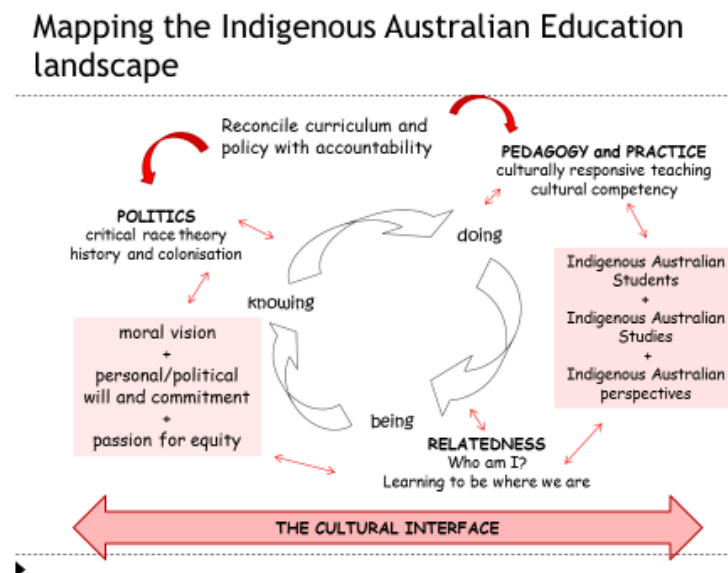 Mapping the Indigenous Australian Education
landscape
Reconcile curriculum and
policy with accountability
PEDAGOGY and PRACTICE
culturally responsive teaching
cultural competency
POLITICS
critical race theory
history and colonisation
doing
knowing
being
Indigenous Australian
Students
+
Indigenous Australian
Studies
+
Indigenous Australian
perspectives
moral vision
+
personal/political
will and commitment
+
passion for equity
RELATEDNESS
Who am I?
Learning to be where we are
THE CULTURAL INTERFACE